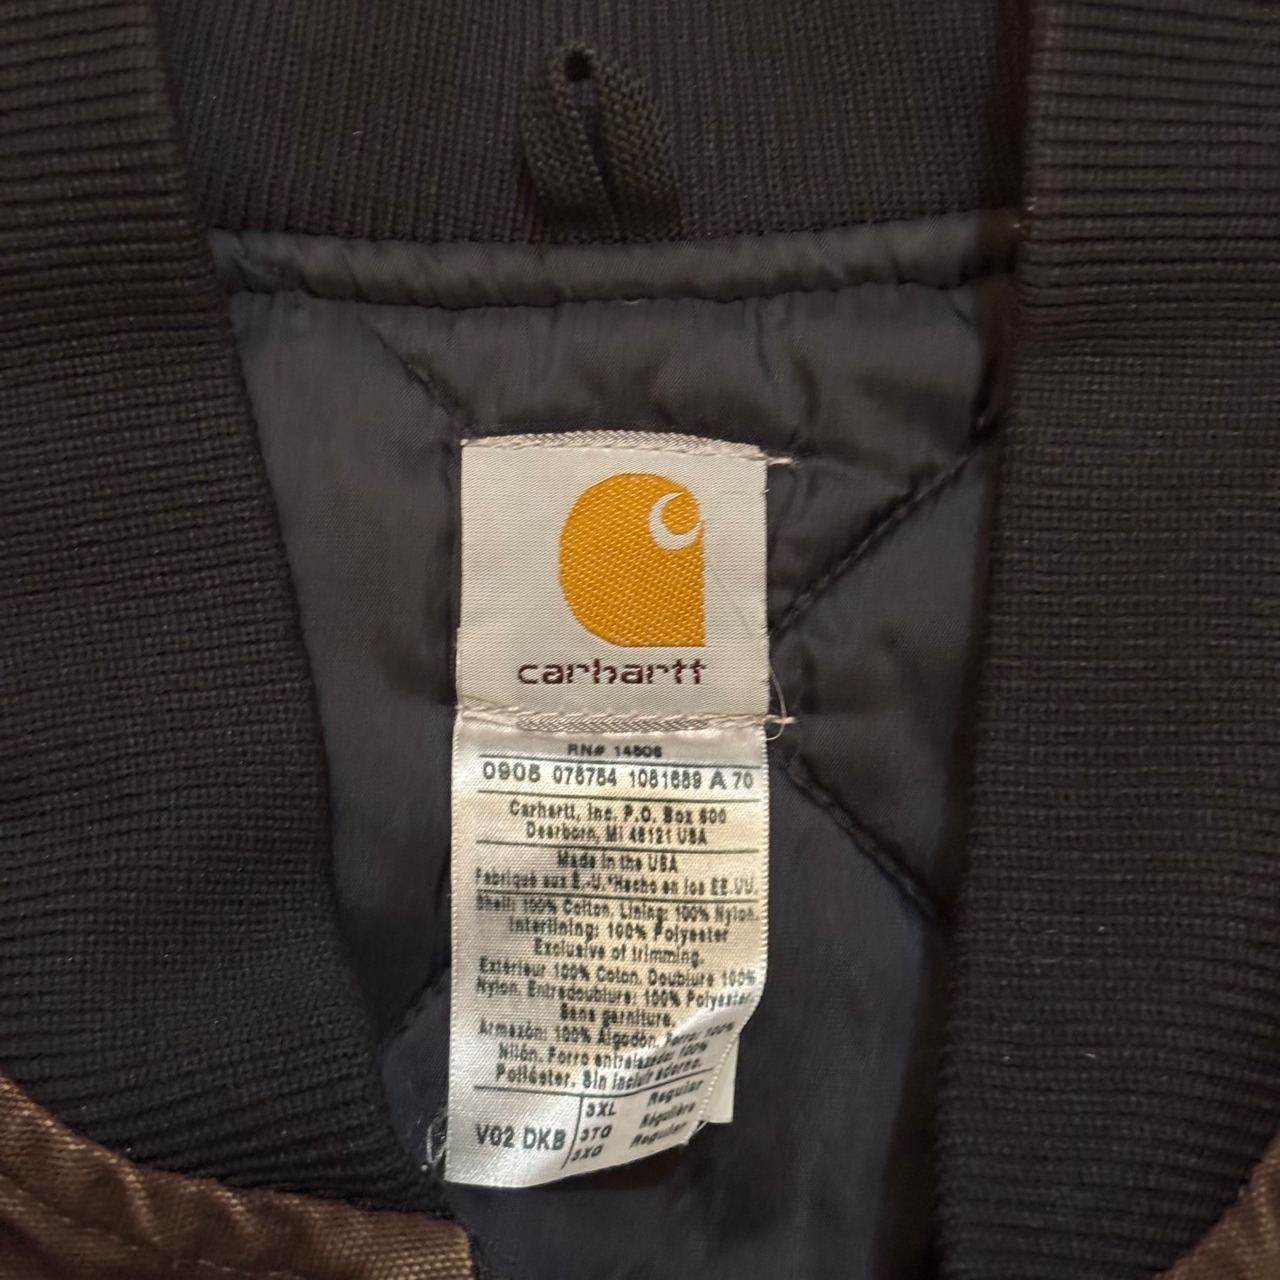 carhartt
RN# 14806
0905 076754 1081689 A 70
Carhartt, Inc. P.O. Box 600
Dearborn, MI 48121 USA
Made in the USA
Fabriqué aux E.-U.*Hecho en los EE.UU.
Shell: 100% Cotton, Lining: 100% Nylon.
Interlining: 100% Polyester
Exclusive of trimming.
Extérieur 100% Coton. Doublure 100%
Nylon. Entredoublure: 100% Polyester.
Sans garniture.
Armazón: 100% Algodón. Forro: 100%
Nilón. Forro entrelazado: 100%
Poliéster. Sin incluir adorno.
V02 DKB
3XL Regular
3TG Régulière
3XG Regular